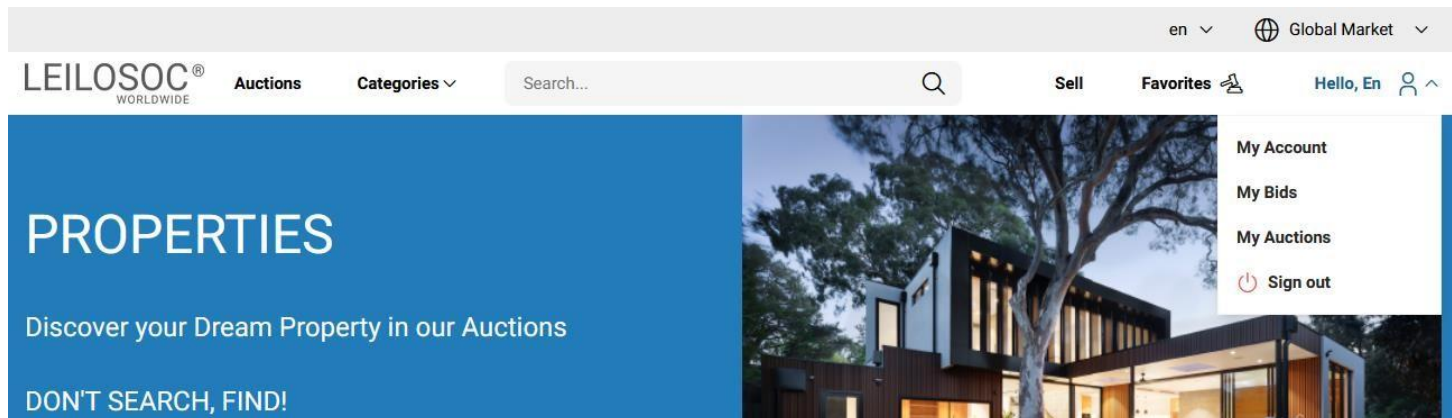 en Global Market
LEILOSOC®
WORLDWIDE
Auctions Categories Search... Sell Favorites Hello, En
My Account
My Bids
My Auctions
Sign out
PROPERTIES
Discover your Dream Property in our Auctions
DON'T SEARCH, FIND!